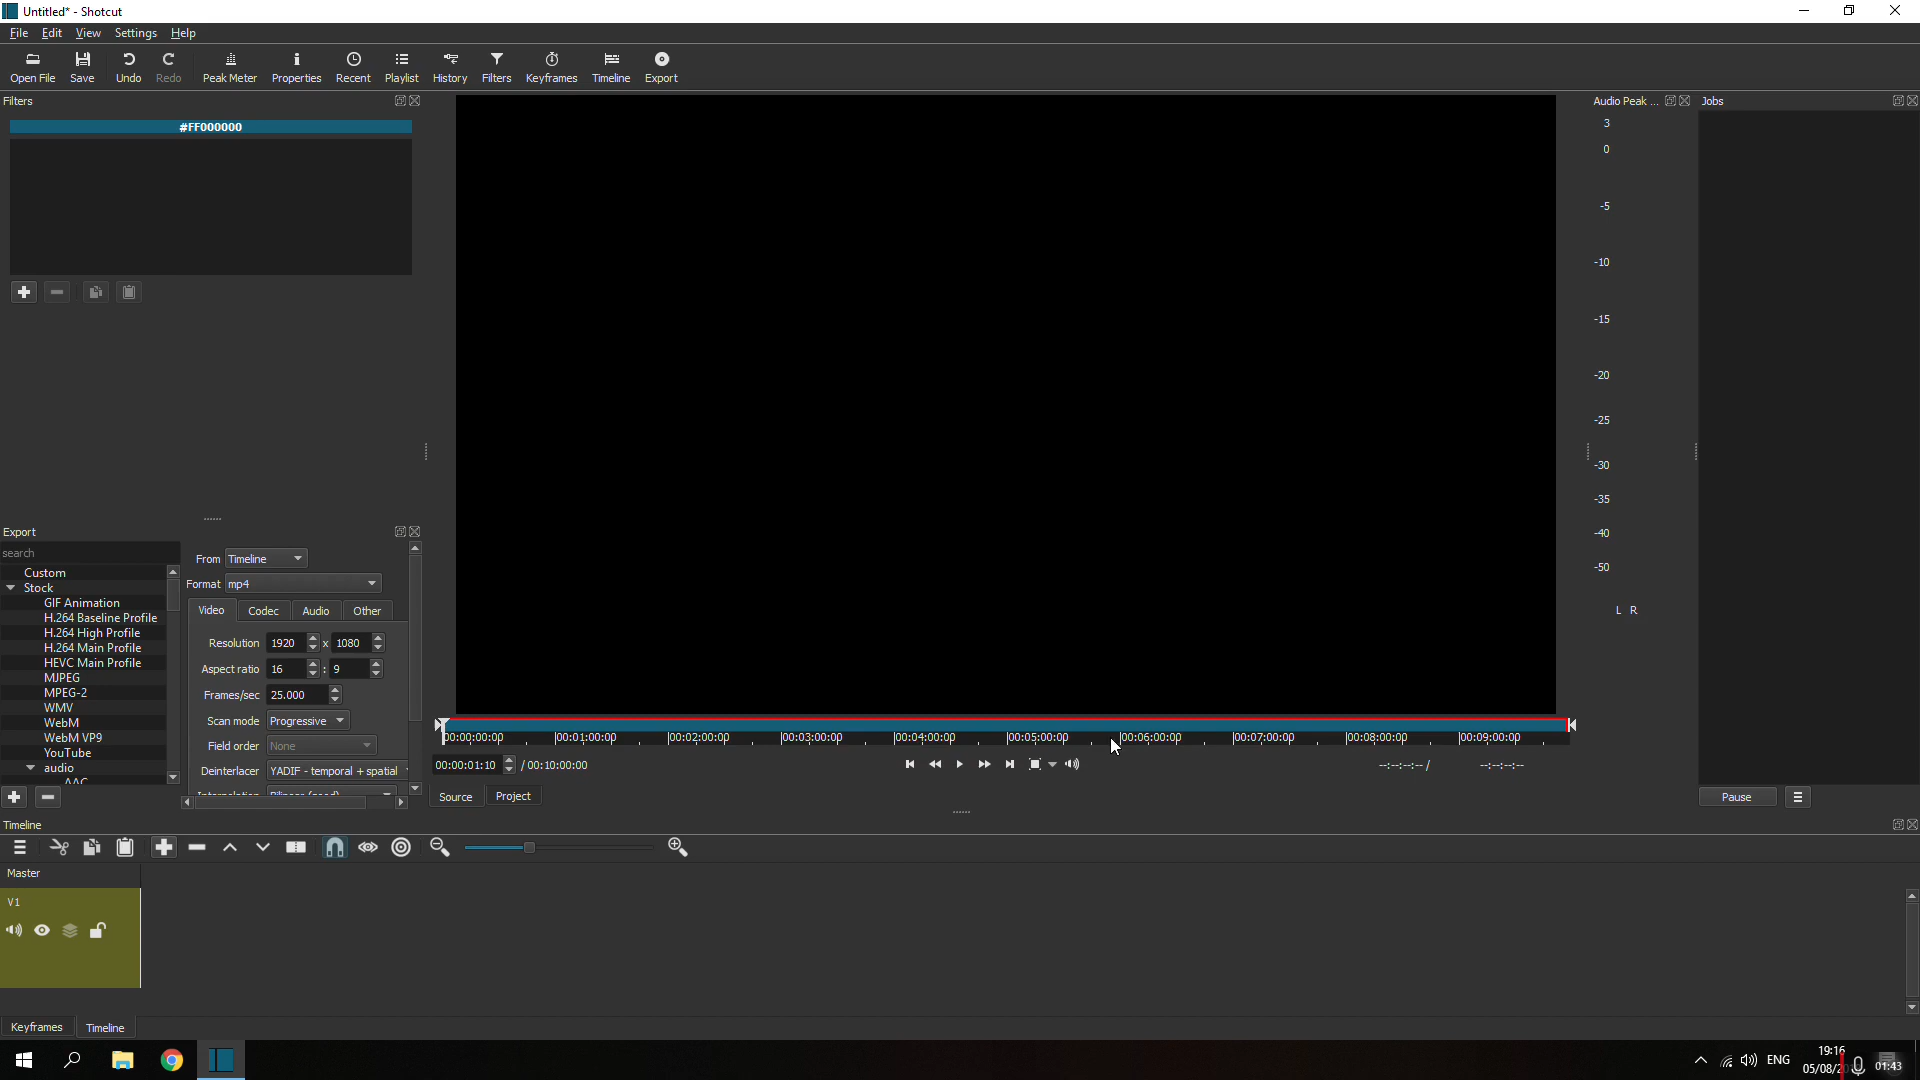 Untitled* - Shotcut
File Edit View Settings Help
Open File Save Undo Redo Peak Meter Properties Recent Playlist History Filters Keyframes Timeline Export
Filters
#FF000000
Audio Peak ...
Jobs
3
0
-5
-10
-15
-20
-25
-30
-35
-40
-50
L R
Export
search
Custom
Stock
GIF Animation
H.264 Baseline Profile
H.264 High Profile
H.264 Main Profile
HEVC Main Profile
MJPEG
MPEG-2
WMV
WebM
WebM VP9
YouTube
audio
AAC
From Timeline
Format mp4
Video Codec Audio Other
Resolution 1920 x 1080
Aspect ratio 16 : 9
Frames/sec 25.000
Scan mode Progressive
Field order None
Deinterlacer YADIF - temporal + spatial
Interpolation Bilinear (good)
00:00:00:00 00:01:00:00 00:02:00:00 00:03:00:00 00:04:00:00 00:05:00:00 00:06:00:00 00:07:00:00 00:08:00:00 00:09:00:00
00:00:01:10 / 00:10:00:00
--:--:--:-- / --:--:--:--
Source Project
Pause
Timeline
Master
V1
Keyframes Timeline
ENG
19:16
05/08/2
01:43